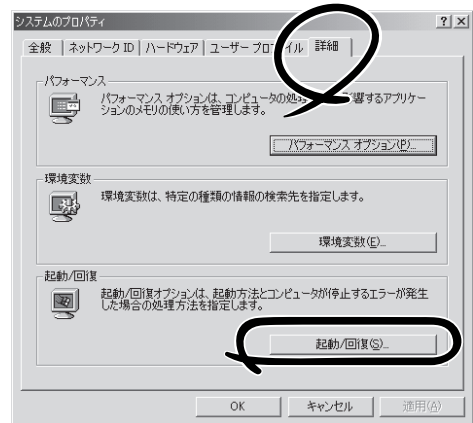 システムのプロパティ
全般 ネットワーク ID ハードウェア ユーザー プロファイル 詳細
パフォーマンス
パフォーマンス オプションは、コンピュータの処 響するアプリケー
ションのメモリの使い方を管理します。
パフォーマンス オプション(P)...
環境変数
環境変数は、特定の種類の情報の検索先を指定します。
環境変数(E)...
起動/回復
起動/回復オプションは、起動方法とコンピュータが停止するエラーが発生
した場合の処理方法を指定します。
起動/回復(S)...
OK キャンセル 適用(A)